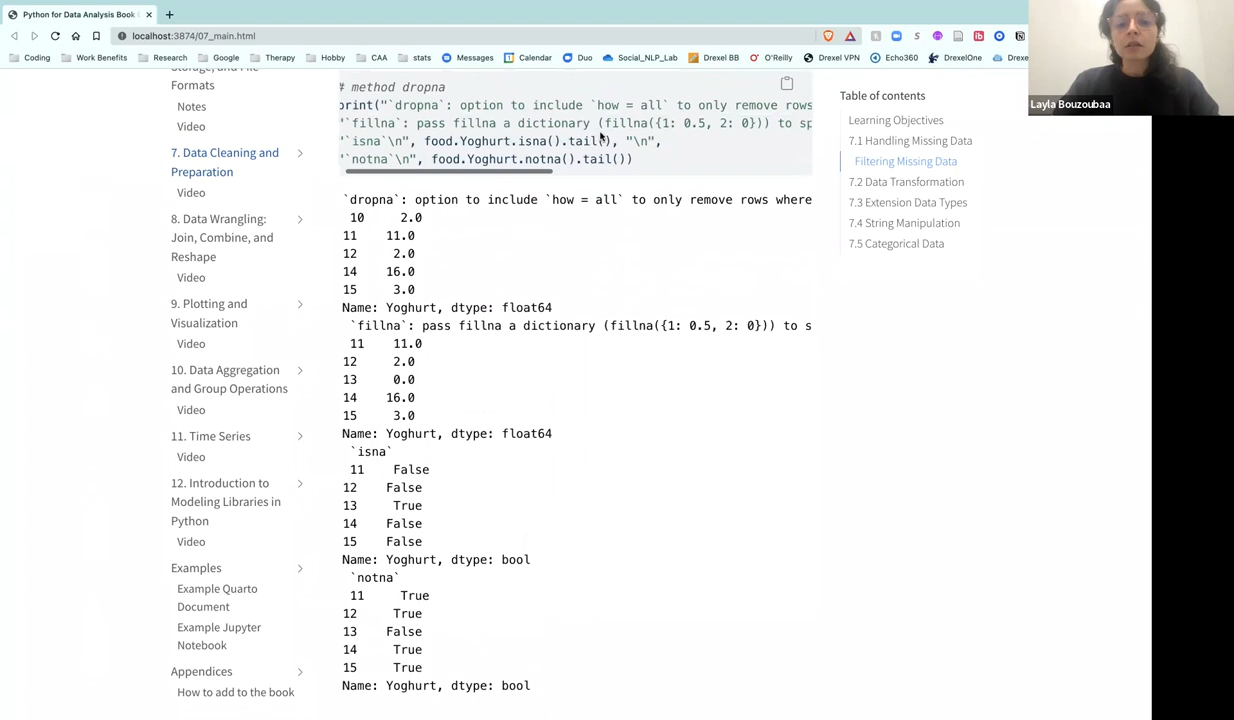 Python for Data Analysis Book
localhost:3874/07_main.html
Coding
Work Benefits
Research
Google
Therapy
Hobby
CAA
stats
Messages
Calendar
Duo
Social_NLP_Lab
Drexel BB
O'Reilly
Drexel VPN
Echo360
DrexelOne
Drexe
Layla Bouzoubaa
Storage, and File
Formats
Notes
Video
7. Data Cleaning and
Preparation
Video
8. Data Wrangling:
Join, Combine, and
Reshape
Video
9. Plotting and
Visualization
Video
10. Data Aggregation
and Group Operations
Video
11. Time Series
Video
12. Introduction to
Modeling Libraries in
Python
Video
Examples
Example Quarto
Document
Example Jupyter
Notebook
Appendices
How to add to the book
# method dropna
print("`dropna`: option to include `how = all` to only remove rows
"`fillna`: pass fillna a dictionary (fillna({1: 0.5, 2: 0})) to sp
"`isna`\n", food.Yoghurt.isna().tail(), "\n",
"`notna`\n", food.Yoghurt.notna().tail())
`dropna`: option to include `how = all` to only remove rows where
10 2.0
11 11.0
12 2.0
14 16.0
15 3.0
Name: Yoghurt, dtype: float64
`fillna`: pass fillna a dictionary (fillna({1: 0.5, 2: 0})) to s
11 11.0
12 2.0
13 0.0
14 16.0
15 3.0
Name: Yoghurt, dtype: float64
`isna`
11 False
12 False
13 True
14 False
15 False
Name: Yoghurt, dtype: bool
`notna`
11 True
12 True
13 False
14 True
15 True
Name: Yoghurt, dtype: bool
Table of contents
Learning Objectives
7.1 Handling Missing Data
Filtering Missing Data
7.2 Data Transformation
7.3 Extension Data Types
7.4 String Manipulation
7.5 Categorical Data